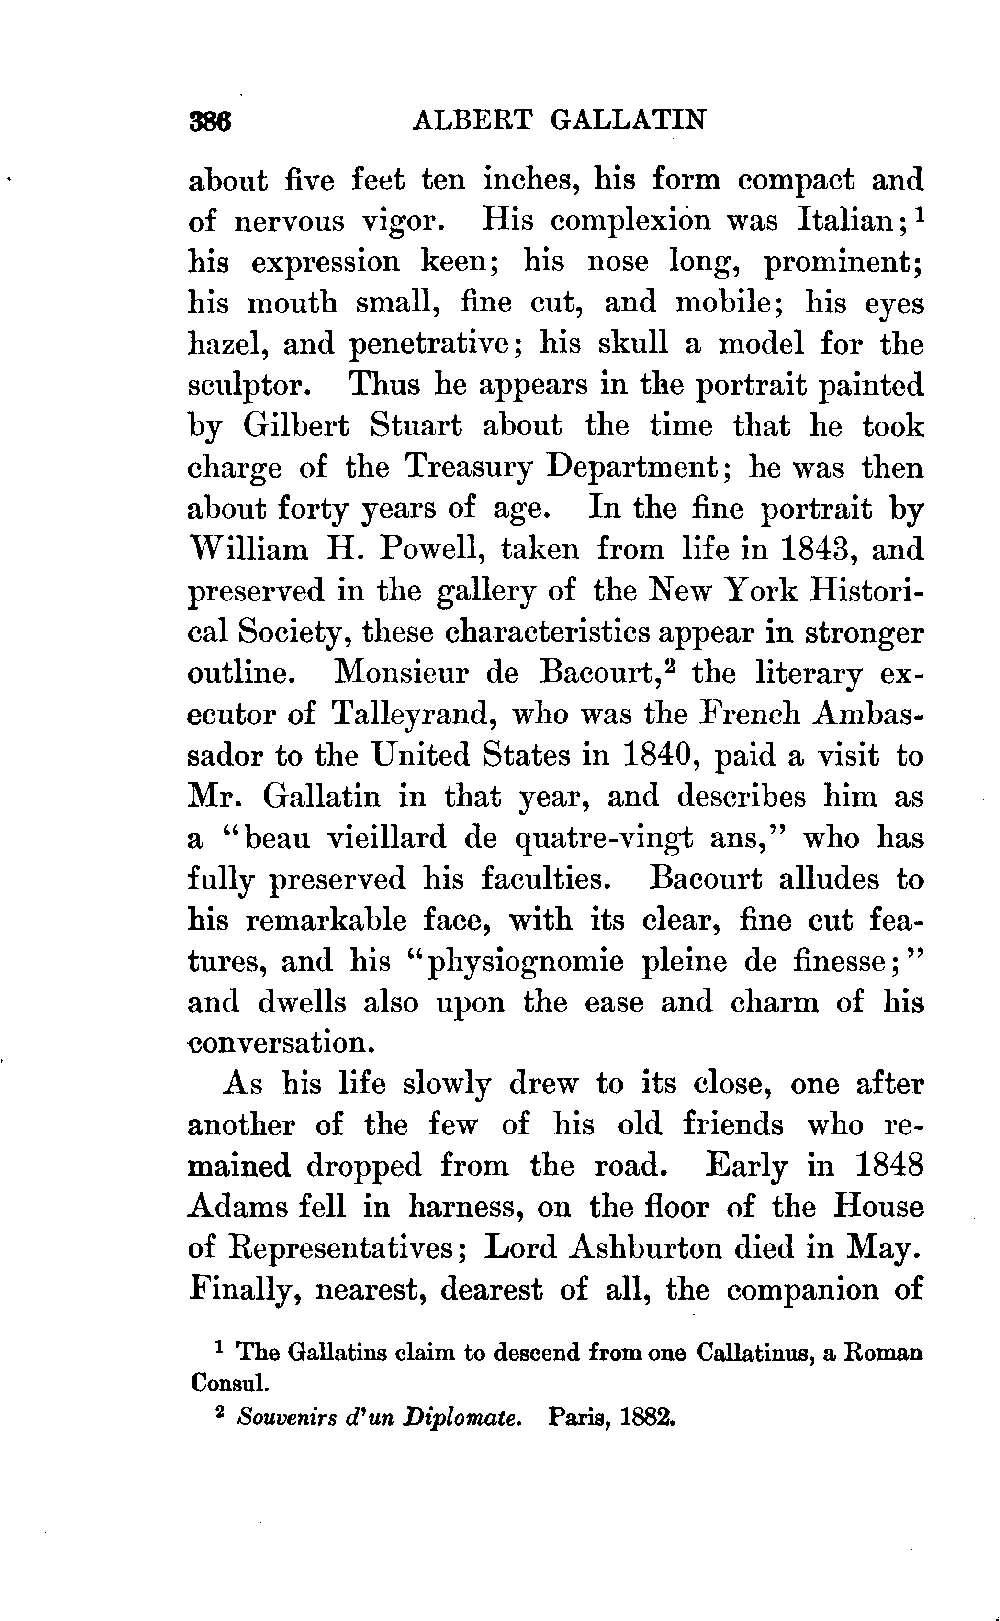 386 ALBERT GALLATIN
about five feet ten inches, his form compact and
of nervous vigor. His complexion was Italian;¹
his expression keen; his nose long, prominent;
his mouth small, fine cut, and mobile; his eyes
hazel, and penetrative; his skull a model for the
sculptor. Thus he appears in the portrait painted
by Gilbert Stuart about the time that he took
charge of the Treasury Department; he was then
about forty years of age. In the fine portrait by
William H. Powell, taken from life in 1843, and
preserved in the gallery of the New York Histori-
cal Society, these characteristics appear in stronger
outline. Monsieur de Bacourt,² the literary ex-
ecutor of Talleyrand, who was the French Ambas-
sador to the United States in 1840, paid a visit to
Mr. Gallatin in that year, and describes him as
a "beau vieillard de quatre-vingt ans," who has
fully preserved his faculties. Bacourt alludes to
his remarkable face, with its clear, fine cut fea-
tures, and his "physiognomie pleine de finesse;"
and dwells also upon the ease and charm of his
conversation.
As his life slowly drew to its close, one after
another of the few of his old friends who re-
mained dropped from the road. Early in 1848
Adams fell in harness, on the floor of the House
of Representatives; Lord Ashburton died in May.
Finally, nearest, dearest of all, the companion of
¹ The Gallatins claim to descend from one Callatinus, a Roman
Consul.
² Souvenirs d'un Diplomate. Paris, 1882.